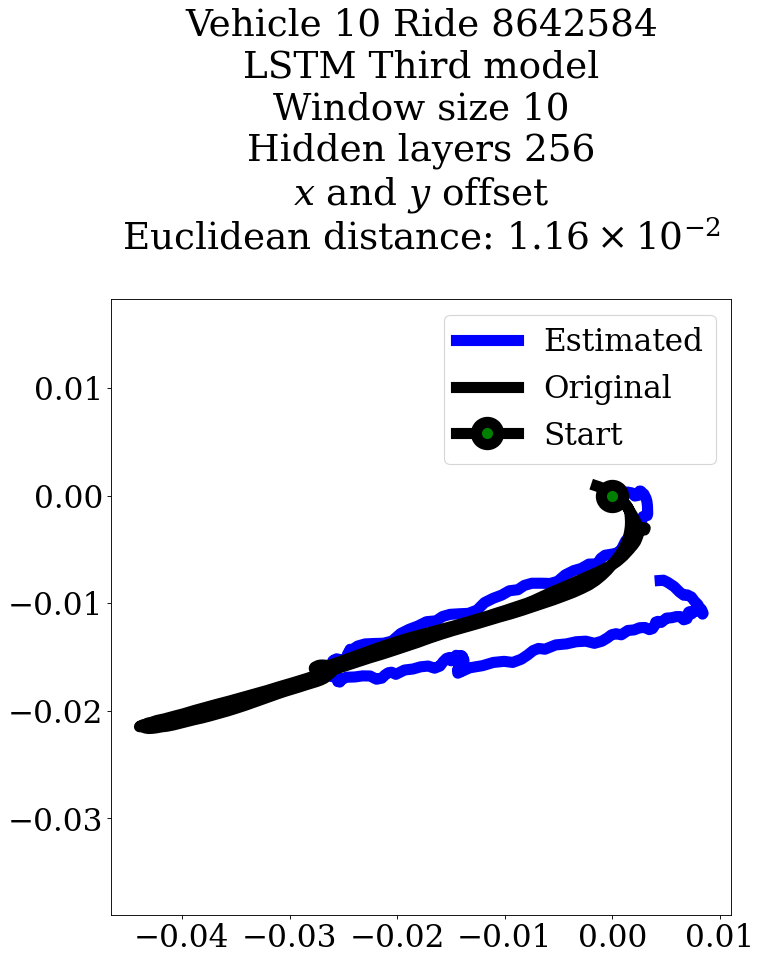 Vehicle 10 Ride 8642584
LSTM Third model
Window size 10
Hidden layers 256
x and y offset
Euclidean distance: 1.16 × 10⁻²
Estimated
Original
Start
0.01
0.00
−0.01
−0.02
−0.03
−0.04 −0.03 −0.02 −0.01 0.00 0.01